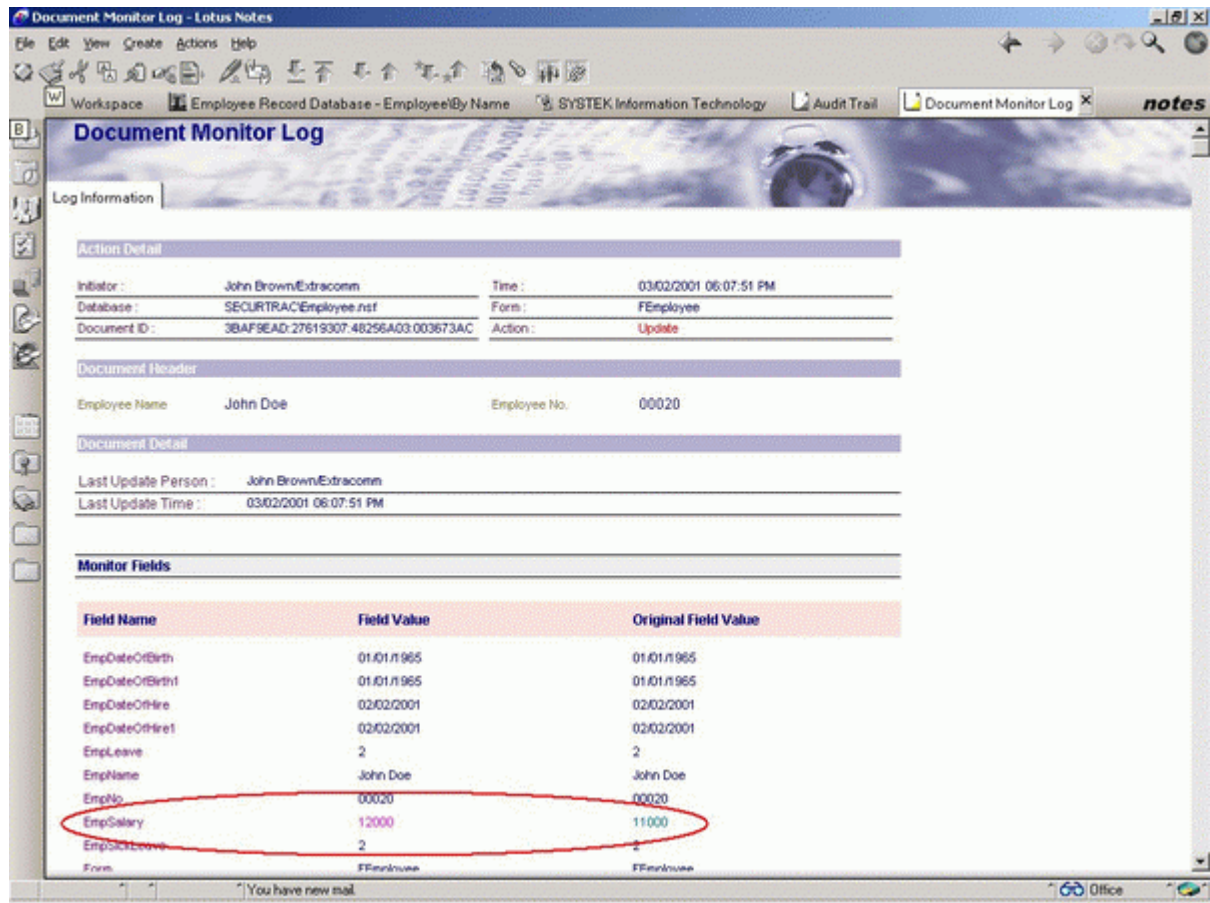 Document Monitor Log - Lotus Notes
File Edit View Create Actions Help
Workspace Employee Record Database - Employee\By Name SYSTEK Information Technology Audit Trail Document Monitor Log notes
Document Monitor Log
Log Information
Action Detail
Initiator : John Brown/Extracomm Time : 03/02/2001 06:07:51 PM
Database : SECURTRAC\Employee.nsf Form : FEmployee
Document ID : 3BAF9EAD:27619307:48256A03:003673AC Action : Update
Document Header
Employee Name John Doe Employee No. 00020
Document Detail
Last Update Person : John Brown/Extracomm
Last Update Time : 03/02/2001 06:07:51 PM
Monitor Fields
Field Name Field Value Original Field Value
EmpDateOfBirth 01/01/1965 01/01/1965
EmpDateOfBirth1 01/01/1965 01/01/1965
EmpDateOfHire 02/02/2001 02/02/2001
EmpDateOfHire1 02/02/2001 02/02/2001
EmpLeave 2 2
EmpName John Doe John Doe
EmpNo 00020 00020
EmpSalary 12000 11000
EmpSickLeave 2 2
Form FEmployee FEmployee
You have new mail. Office